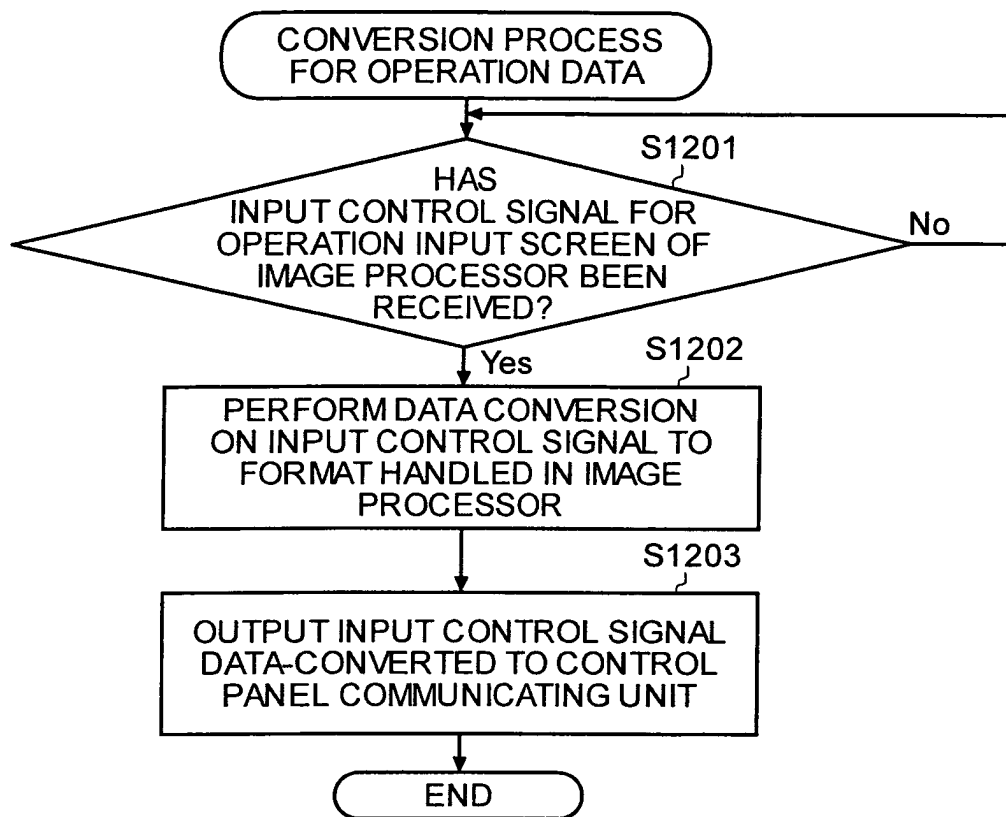 CONVERSION PROCESS
FOR OPERATION DATA
S1201
HAS
INPUT CONTROL SIGNAL FOR
OPERATION INPUT SCREEN OF
IMAGE PROCESSOR BEEN
RECEIVED?
No
Yes
S1202
PERFORM DATA CONVERSION
ON INPUT CONTROL SIGNAL TO
FORMAT HANDLED IN IMAGE
PROCESSOR
S1203
OUTPUT INPUT CONTROL SIGNAL
DATA-CONVERTED TO CONTROL
PANEL COMMUNICATING UNIT
END